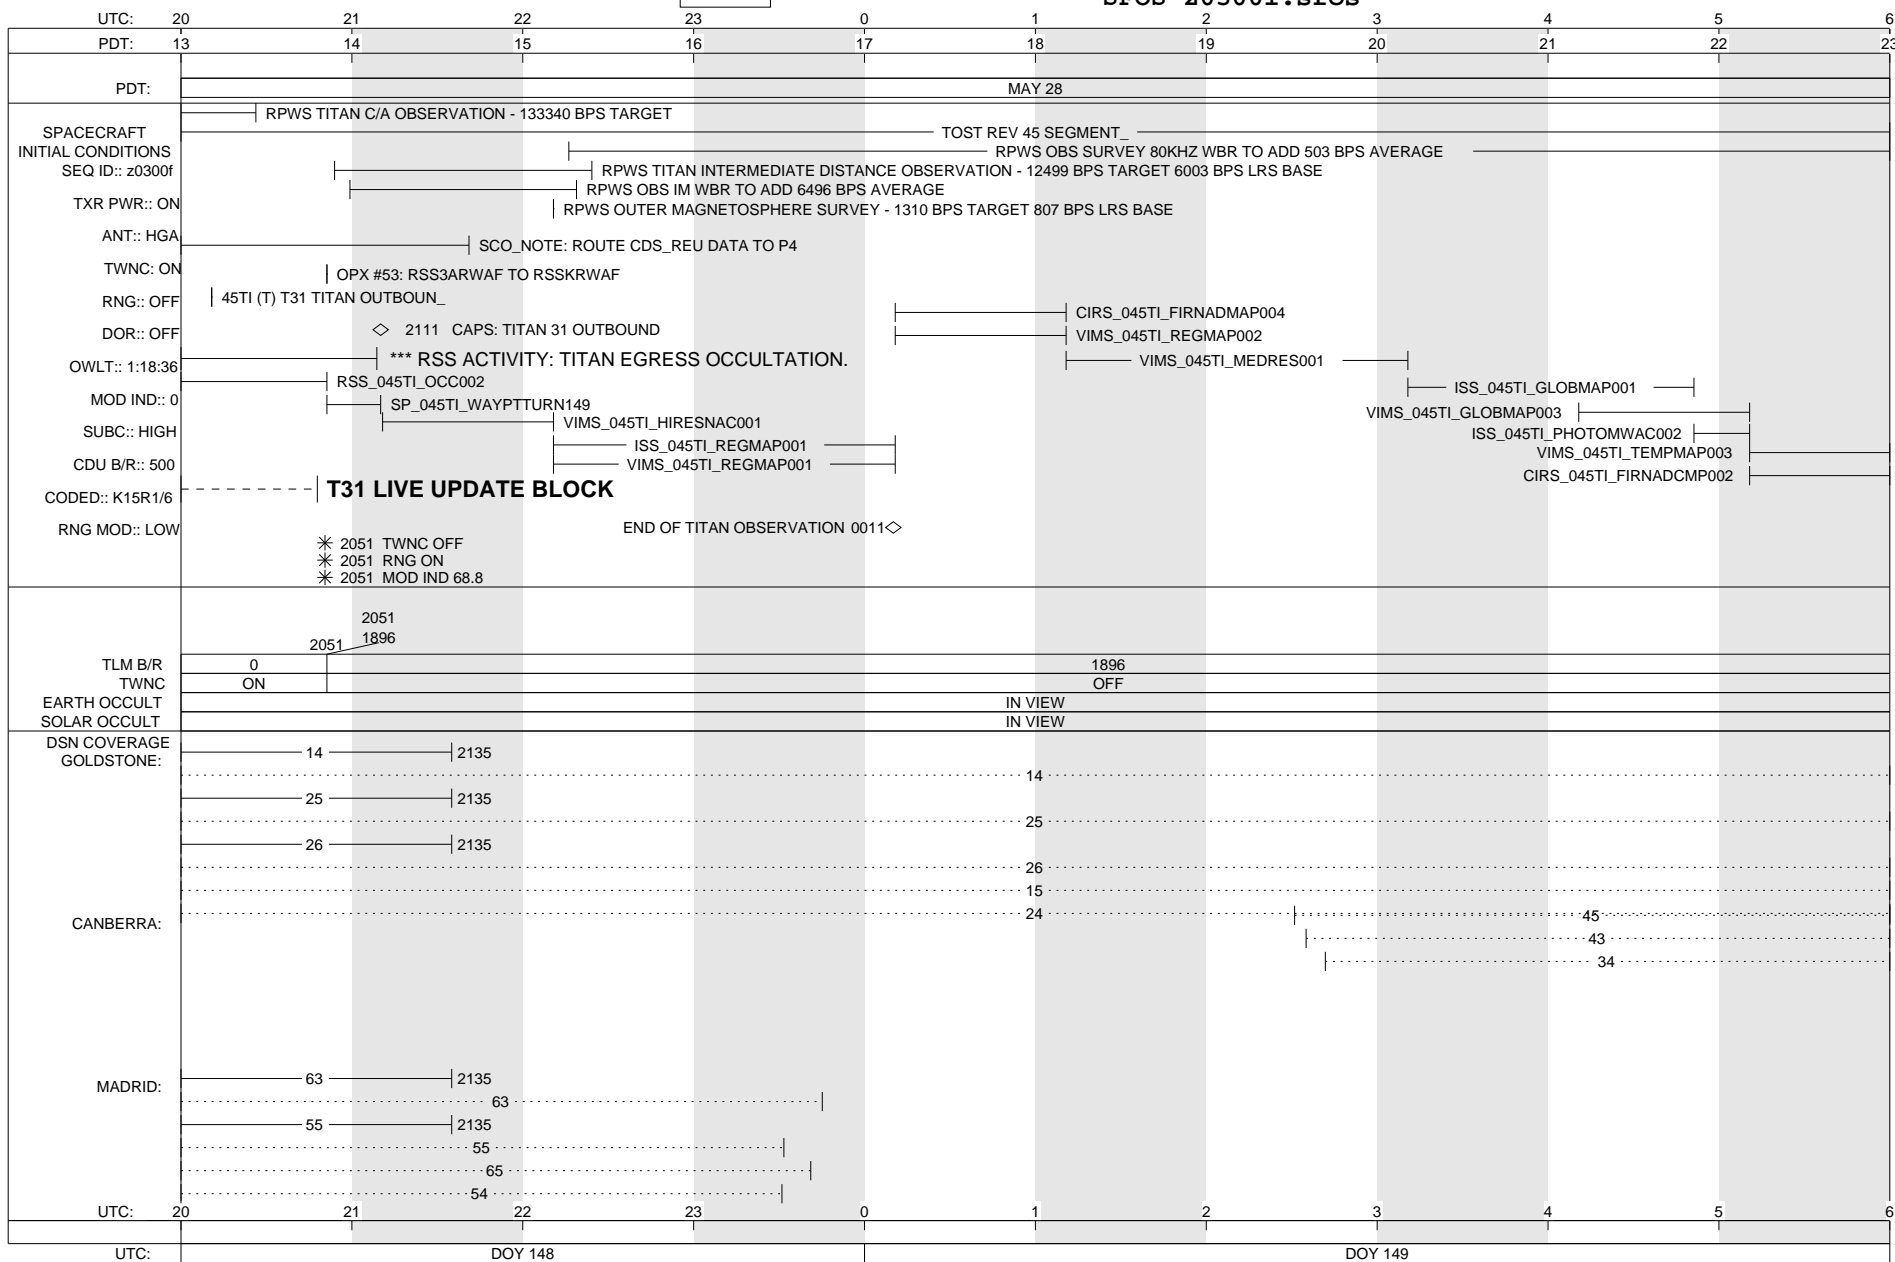 UTC: 20 21 22 23 0 1 2 3 4 5 6
PDT: 13 14 15 16 17 18 19 20 21 22 23
PDT: MAY 28
RPWS TITAN C/A OBSERVATION - 133340 BPS TARGET
SPACECRAFT TOST REV 45 SEGMENT_
INITIAL CONDITIONS RPWS OBS SURVEY 80KHZ WBR TO ADD 503 BPS AVERAGE
SEQ ID:: z0300f RPWS TITAN INTERMEDIATE DISTANCE OBSERVATION - 12499 BPS TARGET 6003 BPS LRS BASE
RPWS OBS IM WBR TO ADD 6496 BPS AVERAGE
TXR PWR:: ON RPWS OUTER MAGNETOSPHERE SURVEY - 1310 BPS TARGET 807 BPS LRS BASE
ANT:: HGA SCO_NOTE: ROUTE CDS_REU DATA TO P4
TWNC: ON OPX #53: RSS3ARWAF TO RSSKRWAF
RNG:: OFF 45TI (T) T31 TITAN OUTBOUN_
CIRS_045TI_FIRNADMAP004
DOR:: OFF 2111 CAPS: TITAN 31 OUTBOUND VIMS_045TI_REGMAP002
OWLT:: 1:18:36 *** RSS ACTIVITY: TITAN EGRESS OCCULTATION. VIMS_045TI_MEDRES001
RSS_045TI_OCC002 ISS_045TI_GLOBMAP001
MOD IND:: 0 SP_045TI_WAYPTTURN149 VIMS_045TI_GLOBMAP003
VIMS_045TI_HIRESNAC001
SUBC:: HIGH ISS_045TI_PHOTOMWAC002
ISS_045TI_REGMAP001 VIMS_045TI_TEMPMAP003
CDU B/R:: 500 VIMS_045TI_REGMAP001 CIRS_045TI_FIRNADCMP002
CODED:: K15R1/6 T31 LIVE UPDATE BLOCK
RNG MOD:: LOW END OF TITAN OBSERVATION 0011
2051 TWNC OFF
2051 RNG ON
2051 MOD IND 68.8
2051
2051 1896
TLM B/R 0 1896
TWNC ON OFF
EARTH OCCULT IN VIEW
SOLAR OCCULT IN VIEW
DSN COVERAGE
GOLDSTONE: 14 2135
14
25 2135
25
26 2135
26
15
24 45
CANBERRA:
43
34
MADRID: 63 2135
63
55 2135
55
65
54
UTC: 20 21 22 23 0 1 2 3 4 5 6
UTC: DOY 148 DOY 149